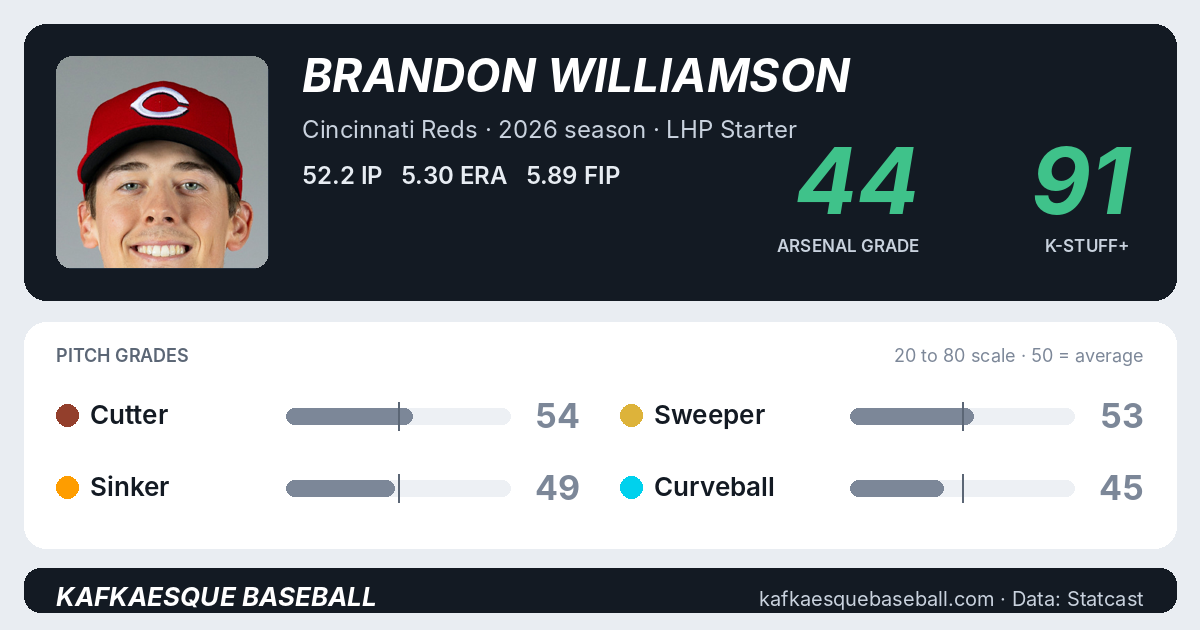 BRANDON WILLIAMSON
Cincinnati Reds · 2026 season · LHP Starter
52.2 IP 5.30 ERA 5.89 FIP
44
ARSENAL GRADE
91
K-STUFF+
PITCH GRADES
20 to 80 scale · 50 = average
Cutter 54
Sweeper 53
Sinker 49
Curveball 45
KAFKAESQUE BASEBALL
kafkaesquebaseball.com · Data: Statcast